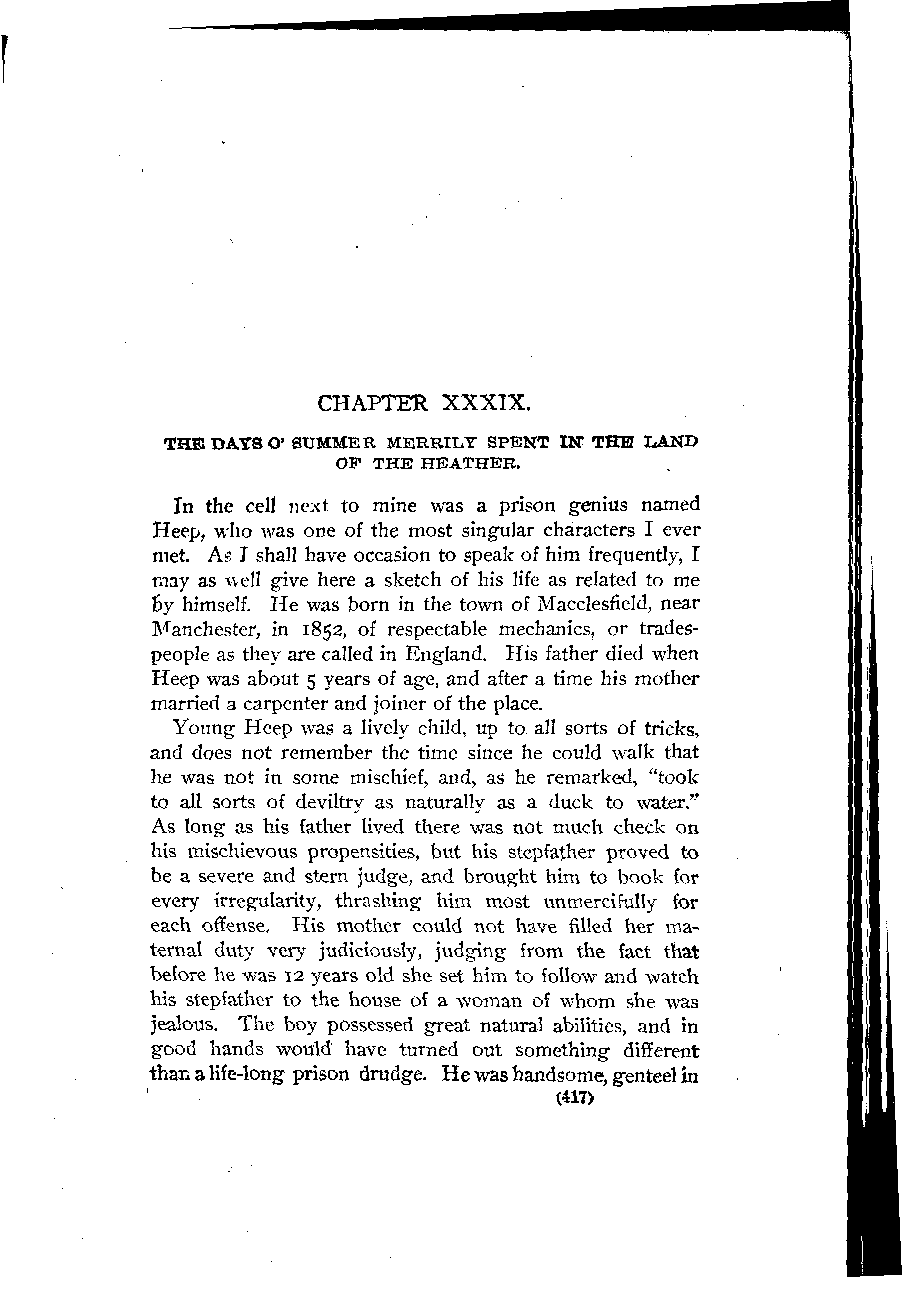 CHAPTER XXXIX.
THE DAYS O' SUMMER MERRILY SPENT IN THE LAND
OF THE HEATHER.
In the cell next to mine was a prison genius named
Heep, who was one of the most singular characters I ever
met. As I shall have occasion to speak of him frequently, I
may as well give here a sketch of his life as related to me
by himself. He was born in the town of Macclesfield, near
Manchester, in 1852, of respectable mechanics, or trades-
people as they are called in England. His father died when
Heep was about 5 years of age, and after a time his mother
married a carpenter and joiner of the place.
Young Heep was a lively child, up to all sorts of tricks,
and does not remember the time since he could walk that
he was not in some mischief, and, as he remarked, "took
to all sorts of deviltry as naturally as a duck to water."
As long as his father lived there was not much check on
his mischievous propensities, but his stepfather proved to
be a severe and stern judge, and brought him to book for
every irregularity, thrashing him most unmercifully for
each offense. His mother could not have filled her ma-
ternal duty very judiciously, judging from the fact that
before he was 12 years old she set him to follow and watch
his stepfather to the house of a woman of whom she was
jealous. The boy possessed great natural abilities, and in
good hands would have turned out something different
than a life-long prison drudge. He was handsome, genteel in
(417)